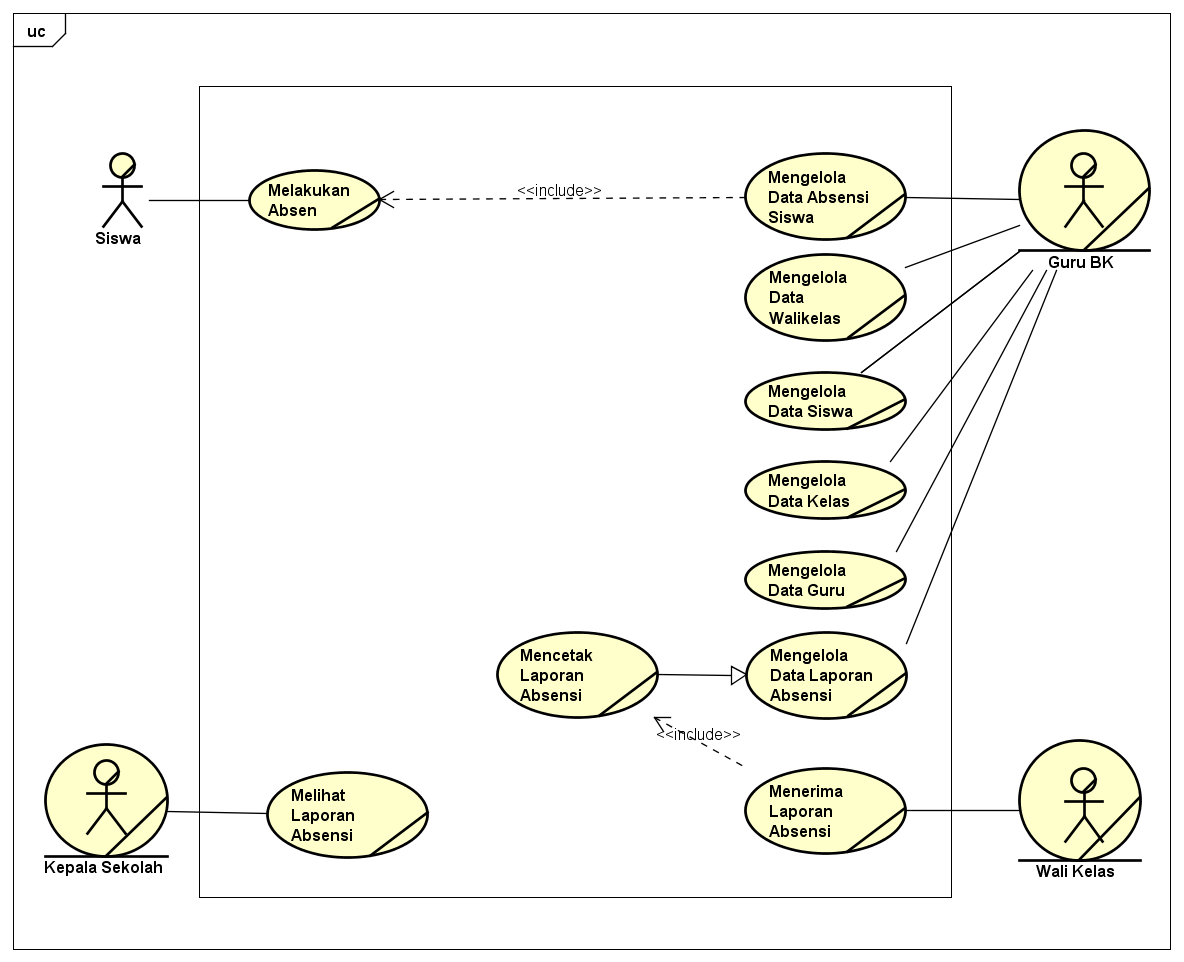 uc
Siswa
Melakukan
Absen
<<include>>
Mengelola
Data Absensi
Siswa
Guru BK
Mengelola
Data
Walikelas
Mengelola
Data Siswa
Mengelola
Data Kelas
Mengelola
Data Guru
Mencetak
Laporan
Absensi
Mengelola
Data Laporan
Absensi
<<include>>
Kepala Sekolah
Melihat
Laporan
Absensi
Menerima
Laporan
Absensi
Wali Kelas